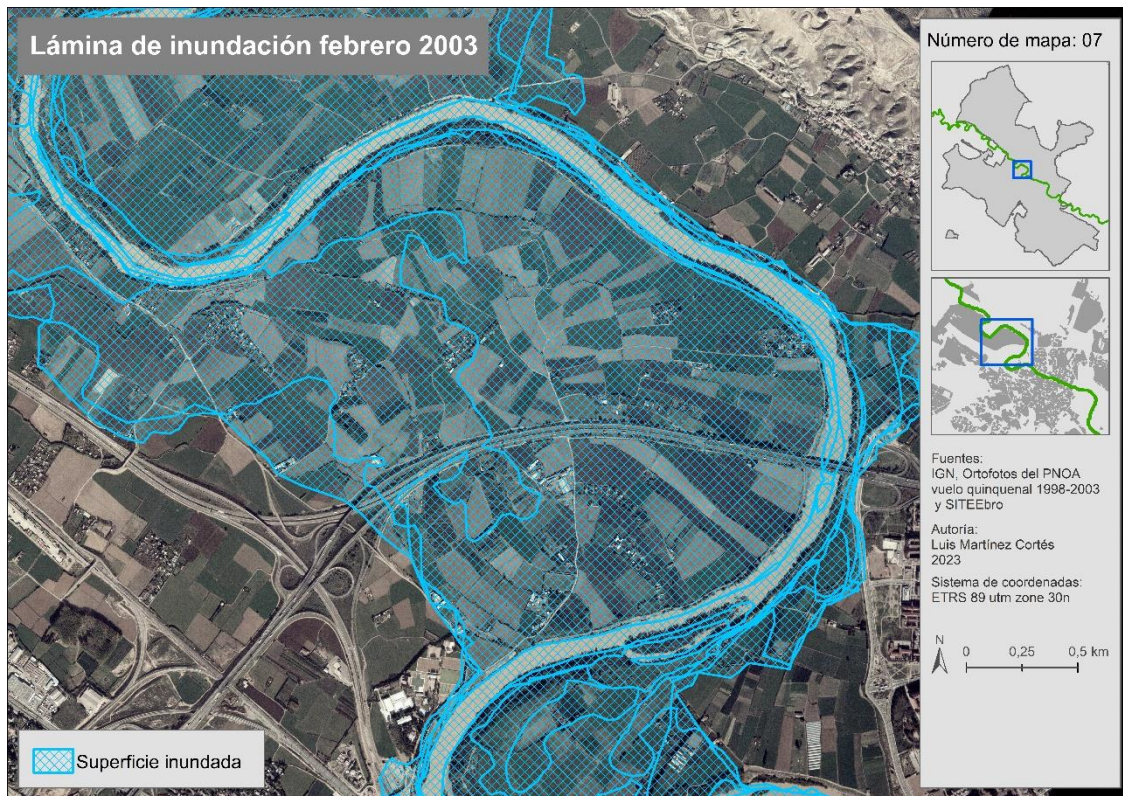 Lámina de inundación febrero 2003
Número de mapa: 07
Fuentes:
IGN, Ortofotos del PNOA
vuelo quinquenal 1998-2003
y SITEEbro
Autoría:
Luis Martínez Cortés
2023
Sistema de coordenadas:
ETRS 89 utm zone 30n
N
0 0,25 0,5 km
Superficie inundada